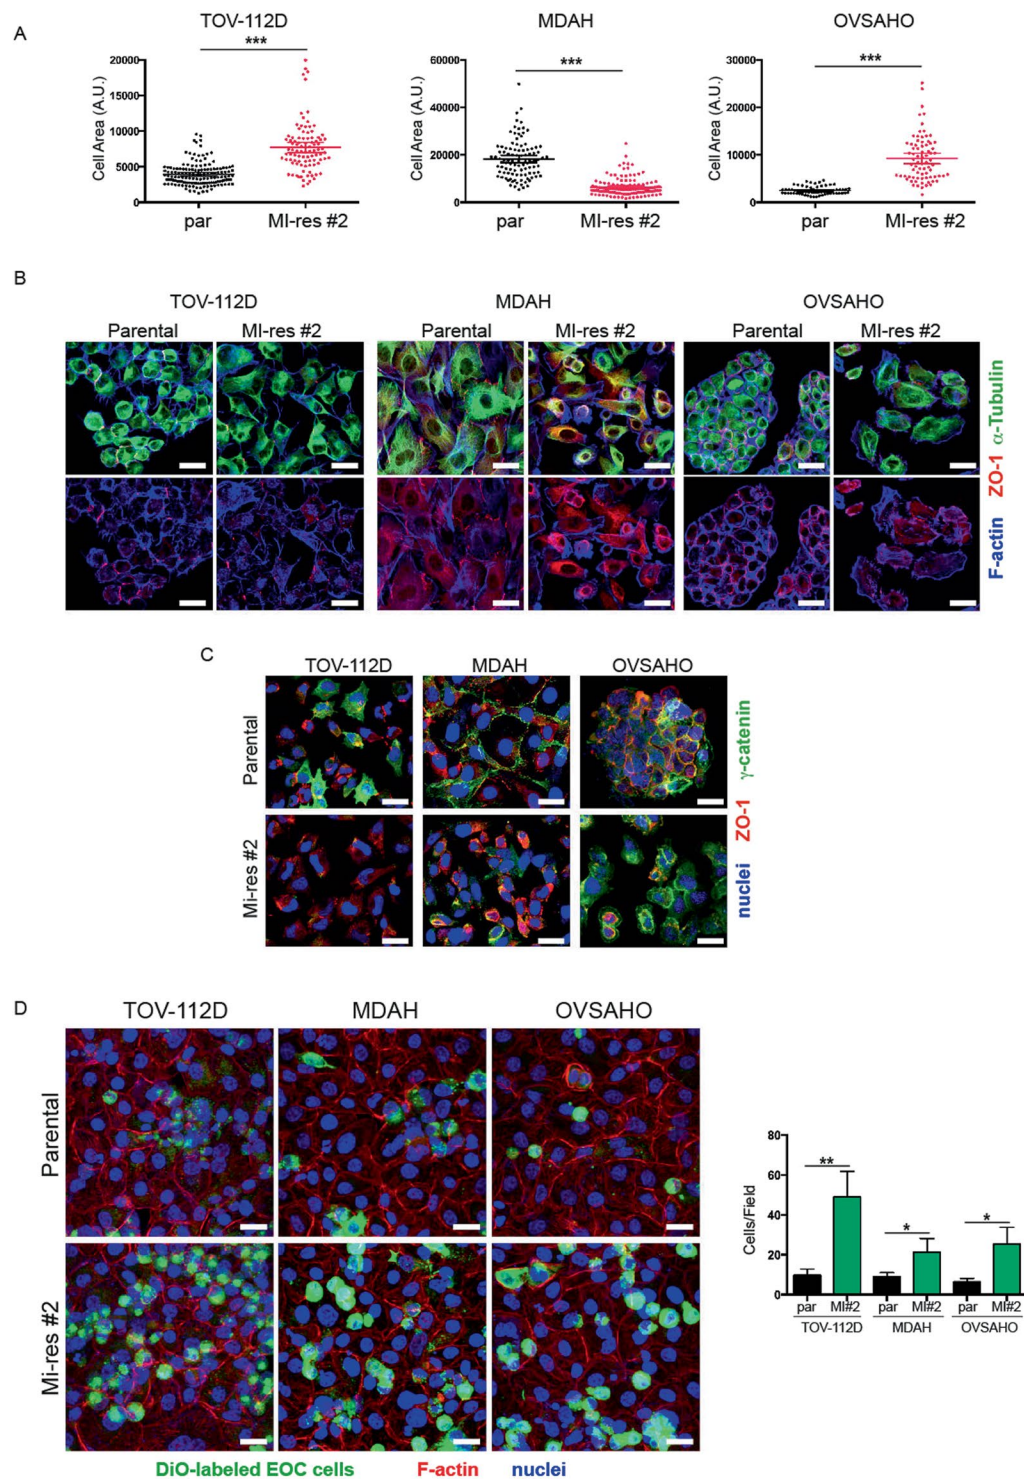 A
TOV-112D
MDAH
OVSAHO
***
***
***
Cell Area (A.U.)
20000
15000
10000
5000
0
par
MI-res #2
Cell Area (A.U.)
60000
40000
20000
0
par
MI-res #2
Cell Area (A.U.)
30000
20000
10000
0
par
MI-res #2
B
TOV-112D
MDAH
OVSAHO
Parental
MI-res #2
Parental
MI-res #2
Parental
MI-res #2
F-actin ZO-1 α-Tubulin
C
TOV-112D
MDAH
OVSAHO
Parental
Mi-res #2
nuclei ZO-1 γ-catenin
D
TOV-112D
MDAH
OVSAHO
Parental
Mi-res #2
DiO-labeled EOC cells F-actin nuclei
Cells/Field
80
60
40
20
0
**
*
*
par MI#2 par MI#2 par MI#2
TOV-112D MDAH OVSAHO